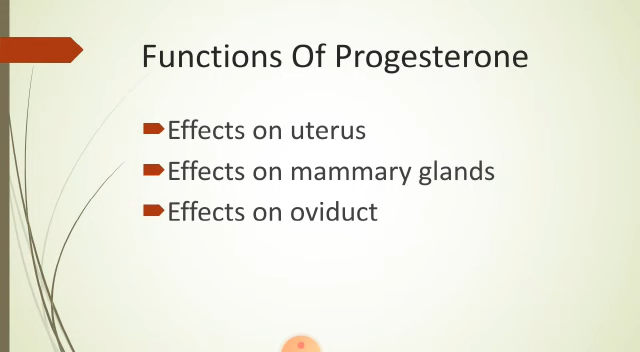 Functions Of Progesterone
Effects on uterus
Effects on mammary glands
Effects on oviduct